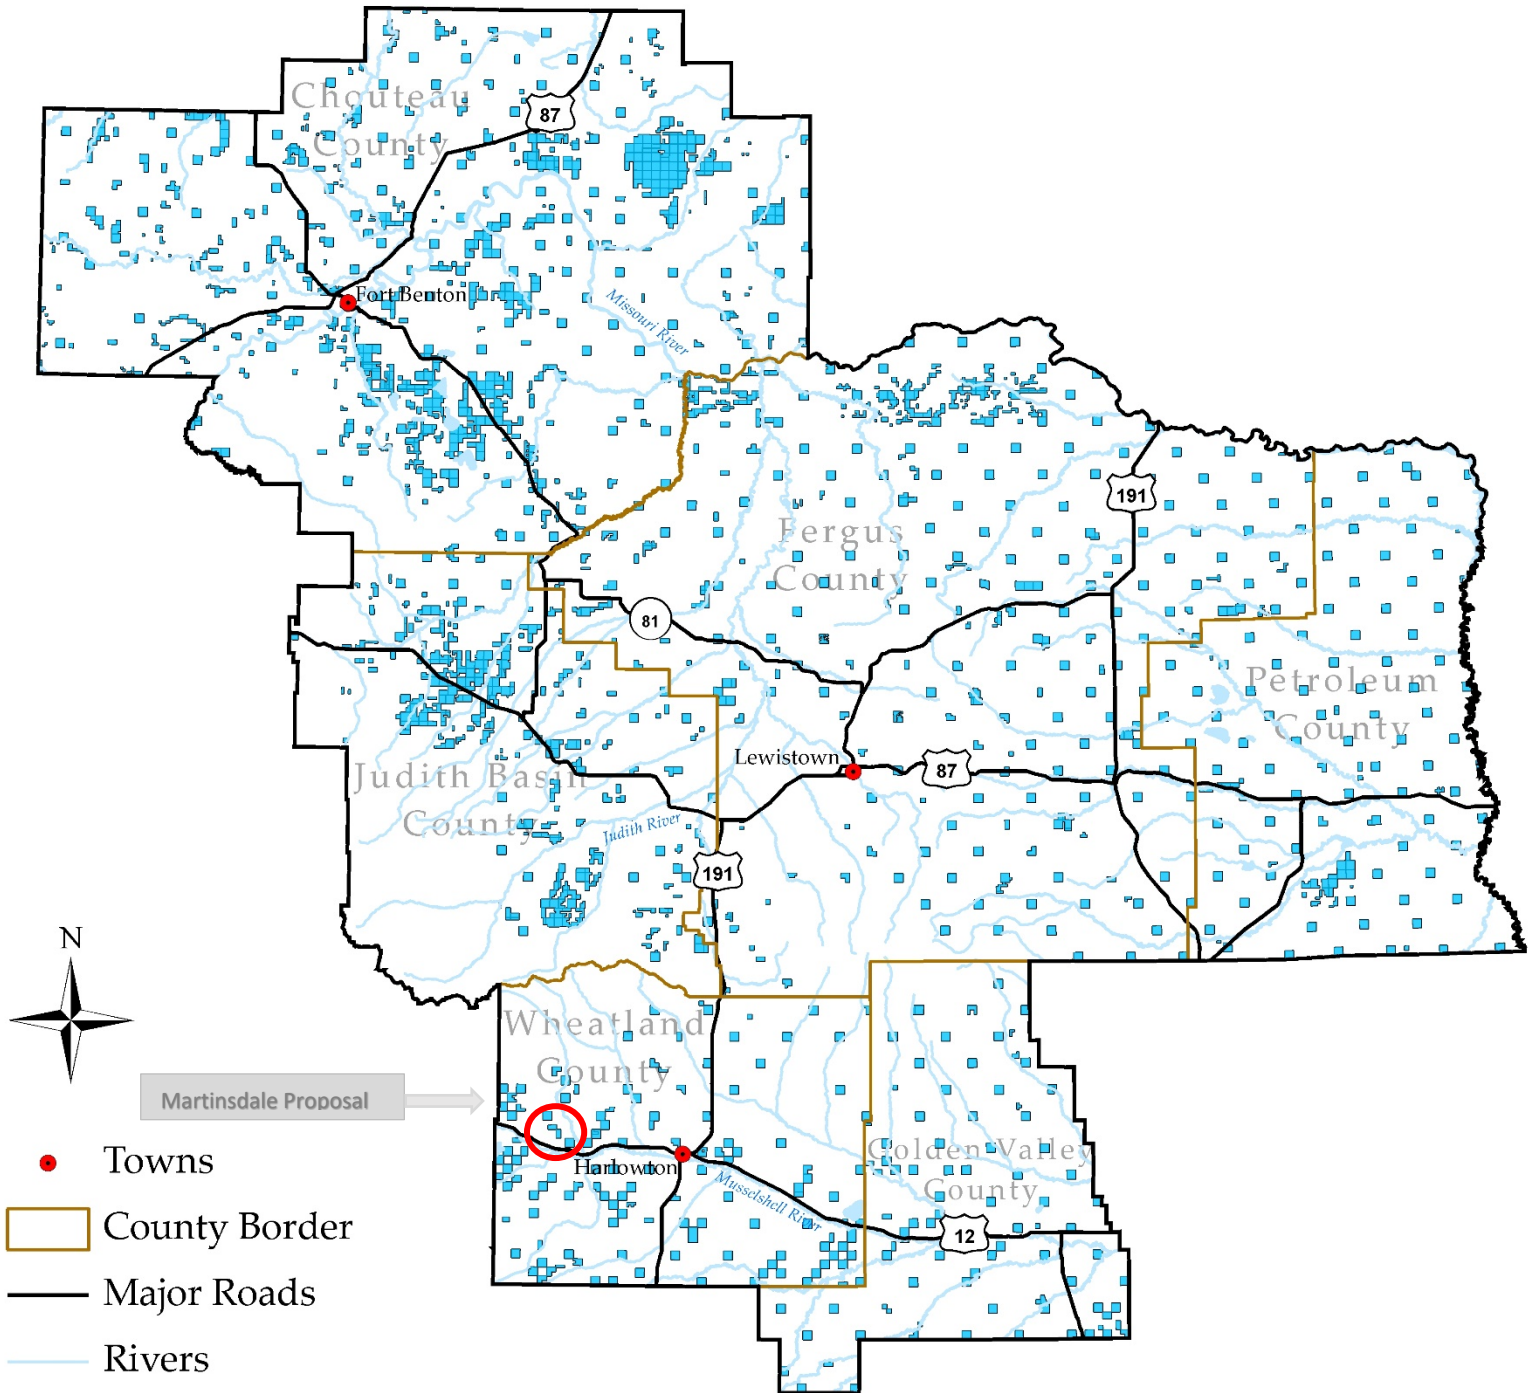 Chouteau
County
87
Fort Benton
Missouri River
191
Fergus
County
81
Petroleum
County
Lewistown
87
Judith Basin
County
Judith River
191
N
Wheatland
County
Martinsdale Proposal
Harlowton
Musselshell River
Golden Valley
County
12
Towns
County Border
Major Roads
Rivers